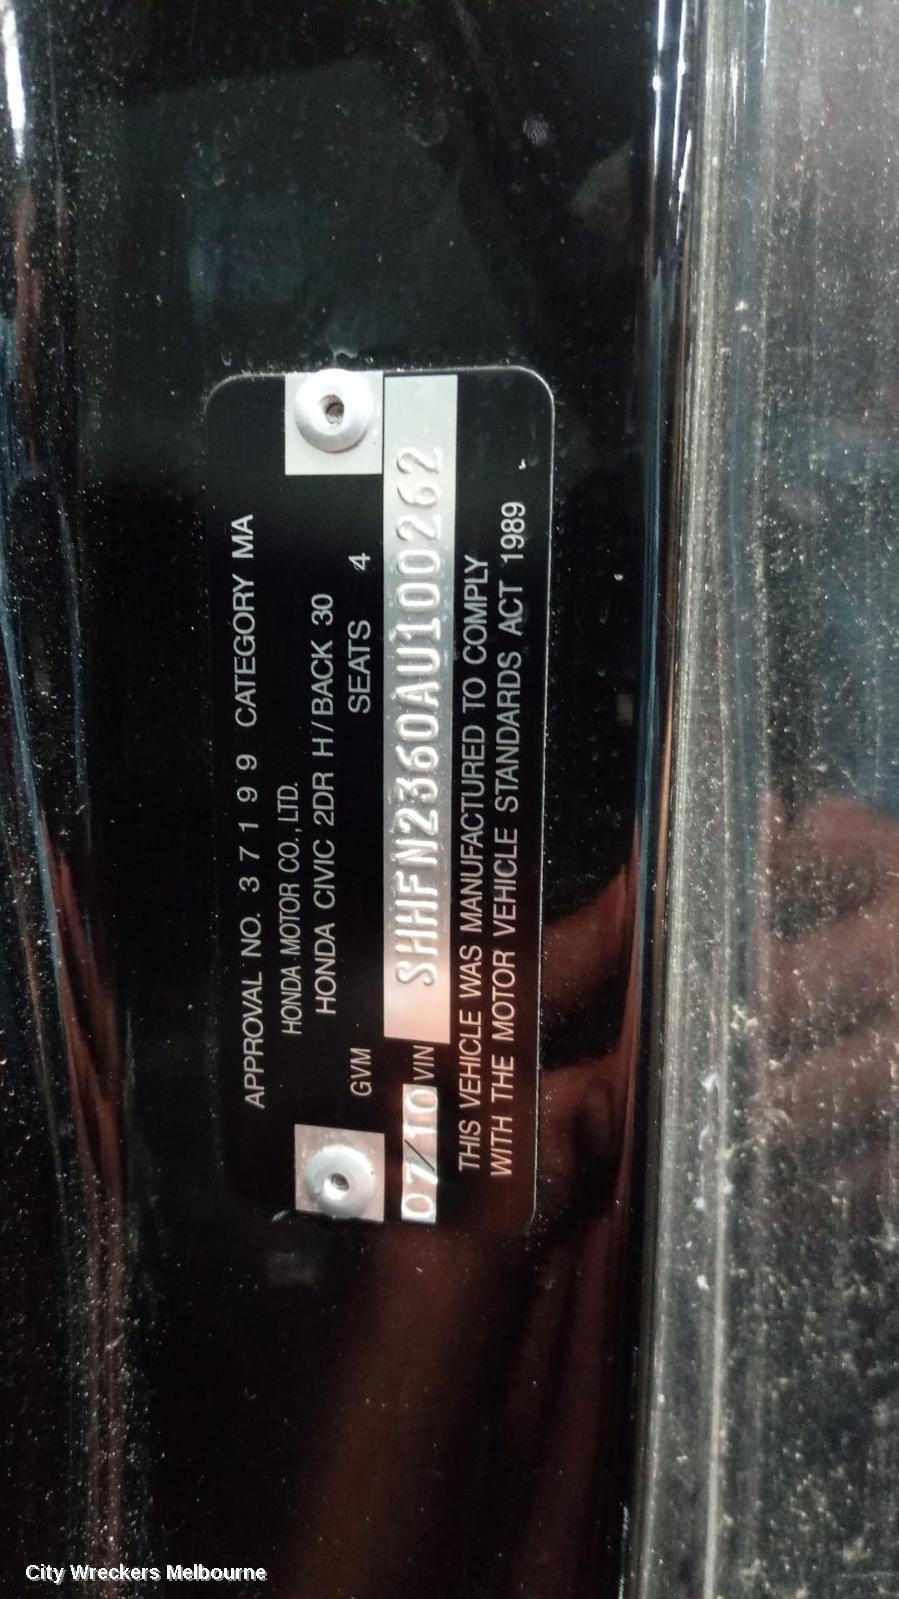 APPROVAL NO. 3 7 1 9 9 CATEGORY MA
HONDA MOTOR CO., LTD.
HONDA CIVIC 2DR H/BACK 30
GVM SEATS 4
07/10 VIN SHHFN2360AU100262
THIS VEHICLE WAS MANUFACTURED TO COMPLY
WITH THE MOTOR VEHICLE STANDARDS ACT 1989
City Wreckers Melbourne